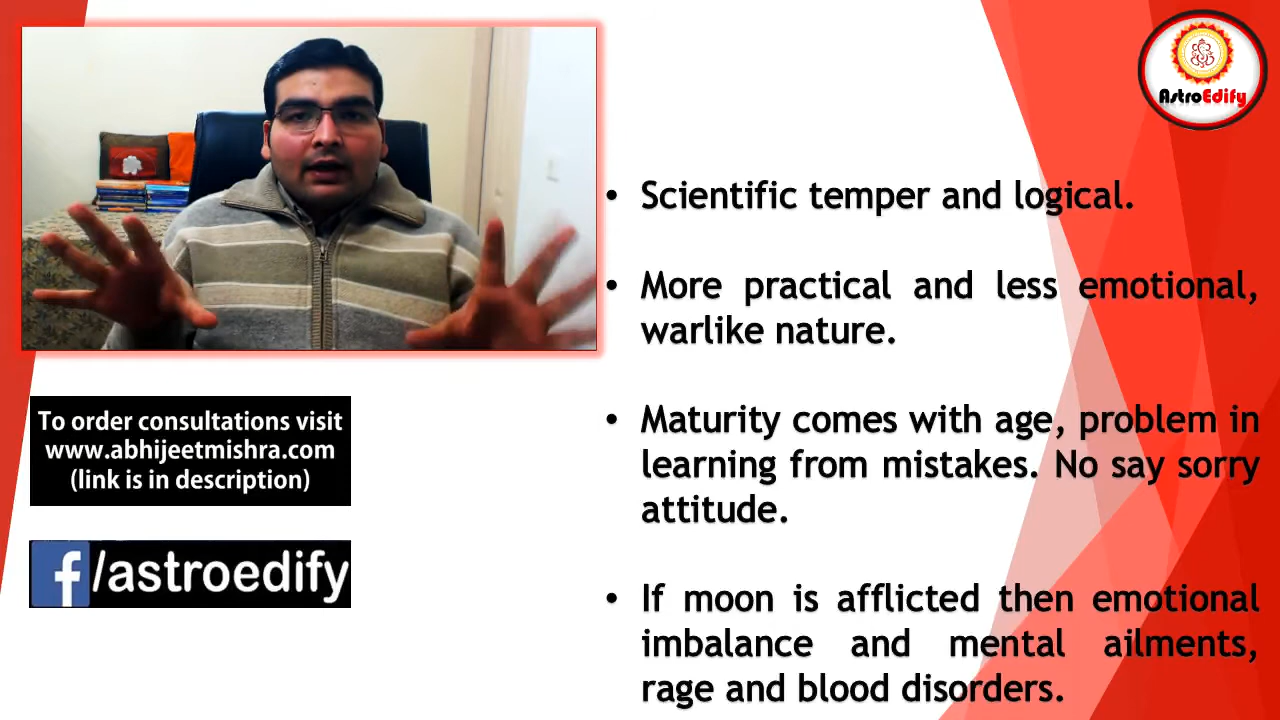 AstroEdify
• Scientific temper and logical.
• More practical and less emotional,
warlike nature.
• Maturity comes with age, problem in
learning from mistakes. No say sorry
attitude.
• If moon is afflicted then emotional
imbalance and mental ailments,
rage and blood disorders.
To order consultations visit
www.abhijeetmishra.com
(link is in description)
f/astroedify